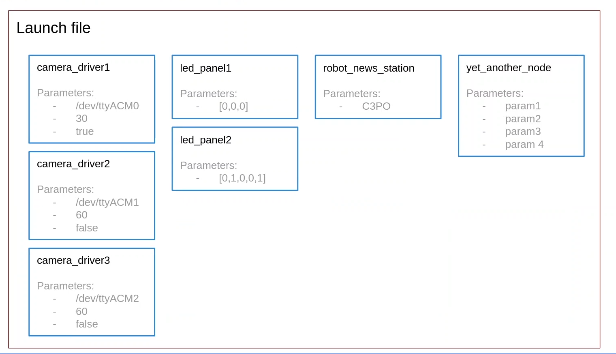 Launch file
camera_driver1
Parameters:
- /dev/ttyACM0
- 30
- true
camera_driver2
Parameters:
- /dev/ttyACM1
- 60
- false
camera_driver3
Parameters:
- /dev/ttyACM2
- 60
- false
led_panel1
Parameters:
- [0,0,0]
led_panel2
Parameters:
- [0,1,0,0,1]
robot_news_station
Parameters:
- C3PO
yet_another_node
Parameters:
- param1
- param2
- param3
- param 4